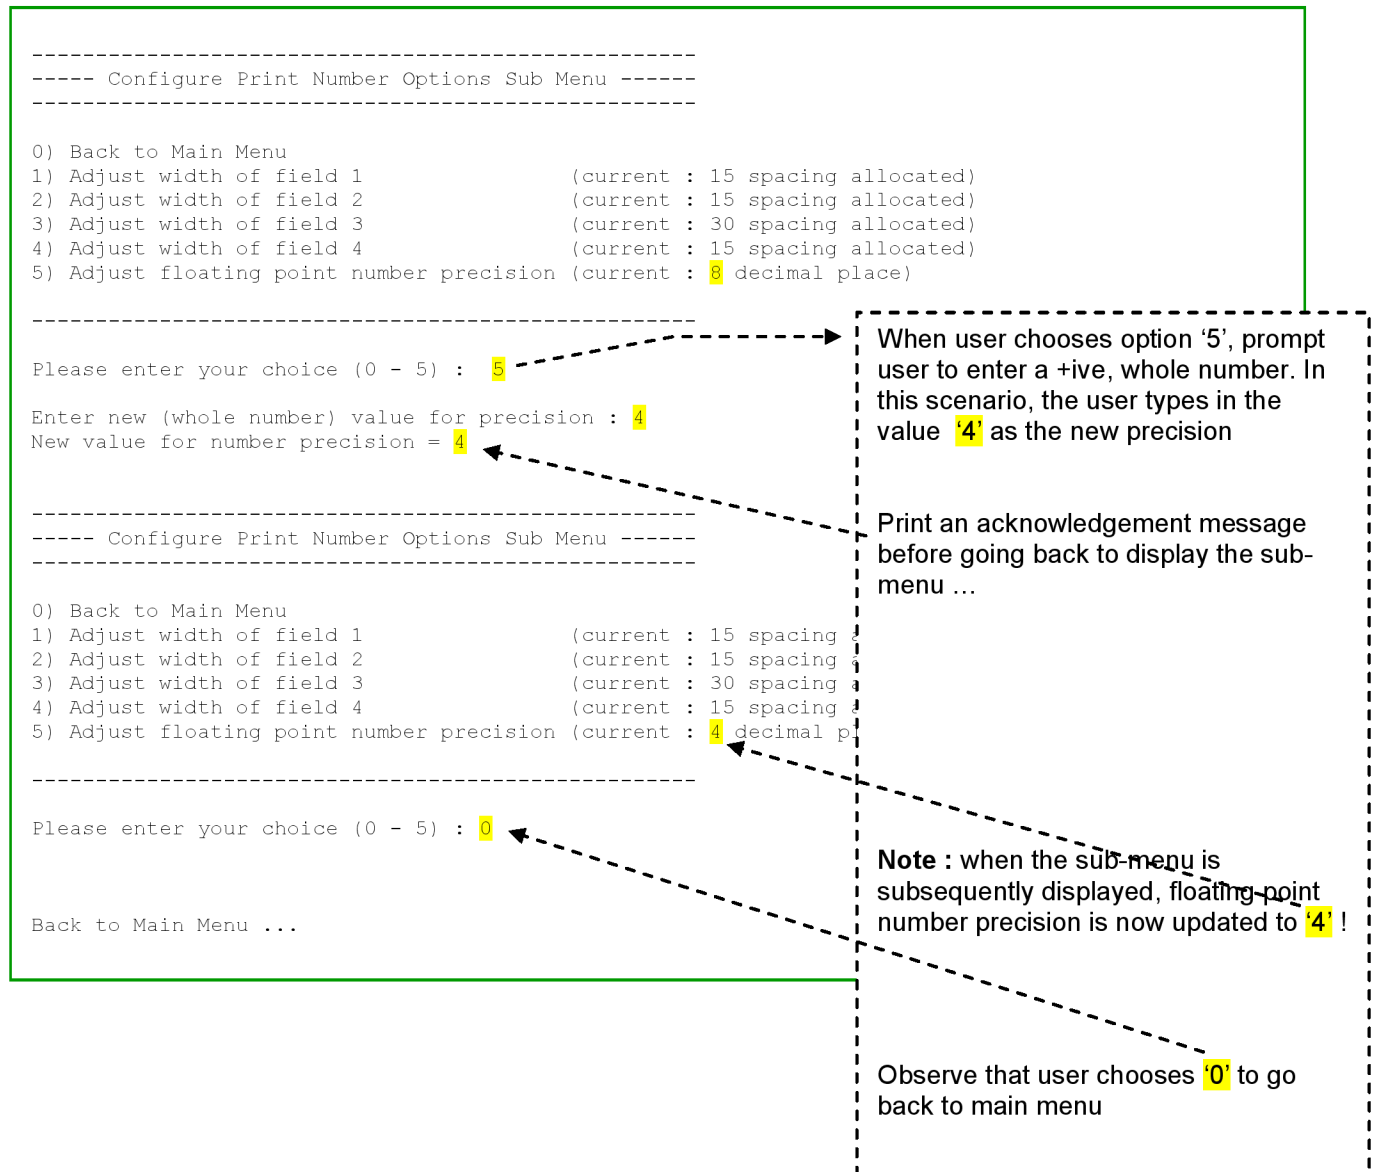 ----------------------------------------------------
----- Configure Print Number Options Sub Menu ------
----------------------------------------------------
0) Back to Main Menu
1) Adjust width of field 1                (current : 15 spacing allocated)
2) Adjust width of field 2                (current : 15 spacing allocated)
3) Adjust width of field 3                (current : 30 spacing allocated)
4) Adjust width of field 4                (current : 15 spacing allocated)
5) Adjust floating point number precision (current : 8 decimal place)
----------------------------------------------------
Please enter your choice (0 - 5) :  5
Enter new (whole number) value for precision : 4
New value for number precision = 4
----------------------------------------------------
----- Configure Print Number Options Sub Menu ------
----------------------------------------------------
0) Back to Main Menu
1) Adjust width of field 1                (current : 15 spacing
2) Adjust width of field 2                (current : 15 spacing
3) Adjust width of field 3                (current : 30 spacing
4) Adjust width of field 4                (current : 15 spacing
5) Adjust floating point number precision (current : 4 decimal
----------------------------------------------------
Please enter your choice (0 - 5) : 0
Back to Main Menu ...
When user chooses option ‘5’, prompt
user to enter a +ive, whole number. In
this scenario, the user types in the
value ‘4’ as the new precision
Print an acknowledgement message
before going back to display the sub-
menu …
Note : when the sub-menu is
subsequently displayed, floating point
number precision is now updated to ‘4’ !
Observe that user chooses ‘0’ to go
back to main menu